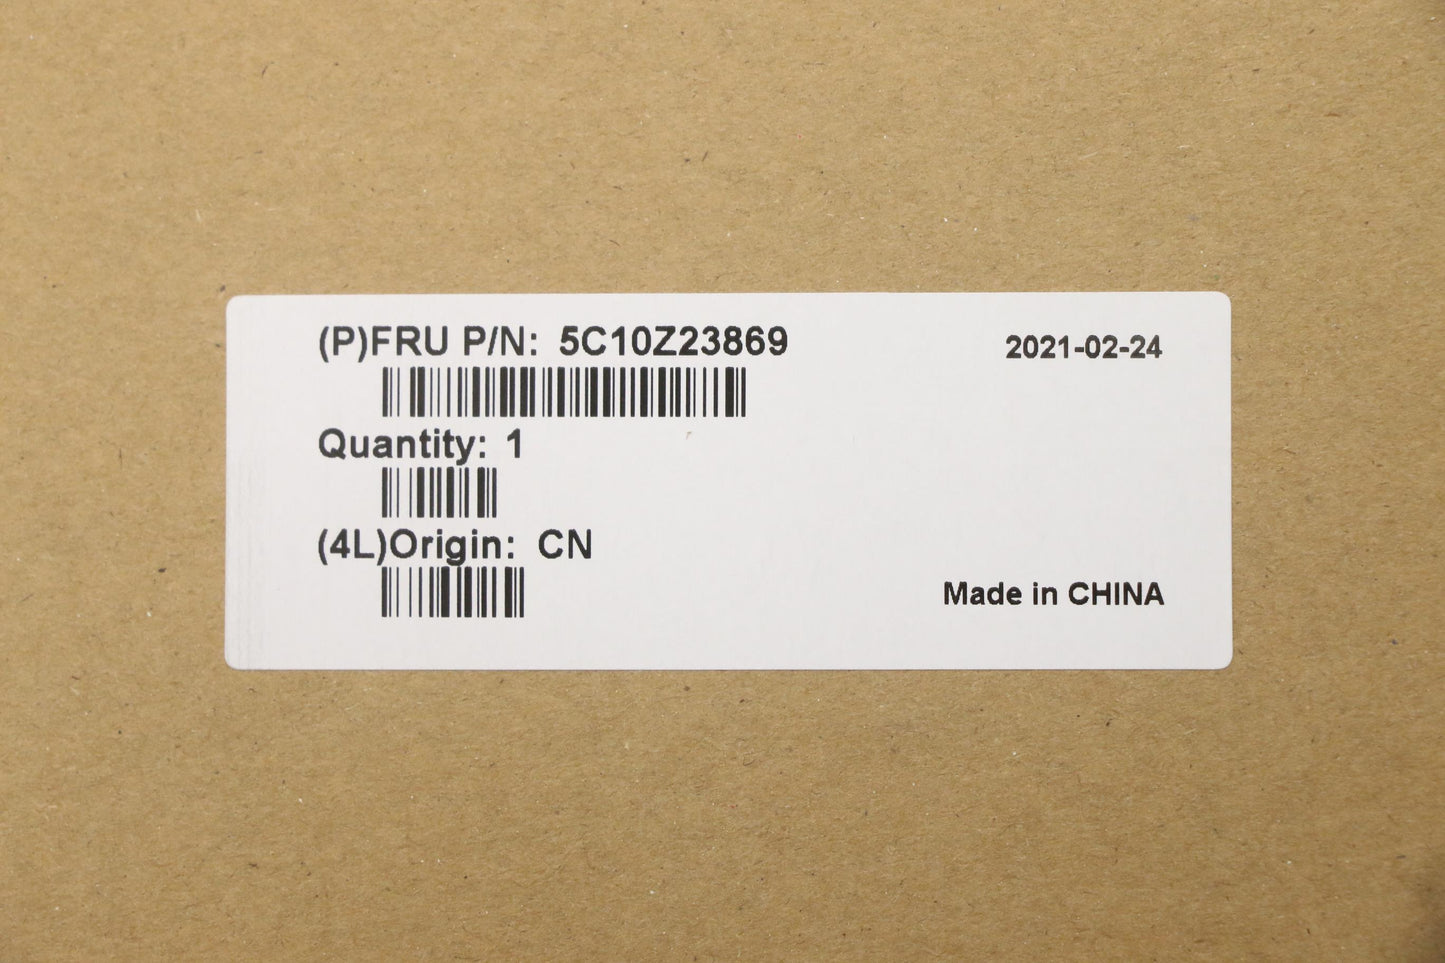 (P)FRU P/N: 5C10Z23869
2021-02-24
Quantity: 1
(4L)Origin: CN
Made in CHINA